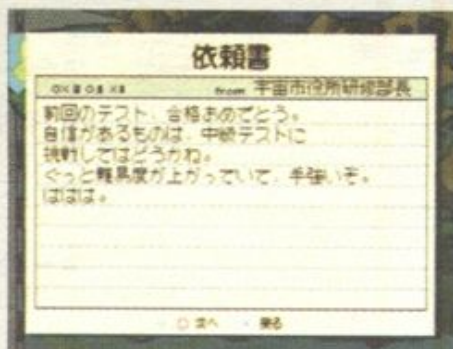 依頼書
○×年○月×日 from 宇宙市役所研修部長
前回のテスト、合格おめでとう。
自信があるものは、中級テストに
挑戦してはどうかね。
ぐっと難易度が上がっていて、手強いぞ。
ははは。
○ 次へ × 戻る